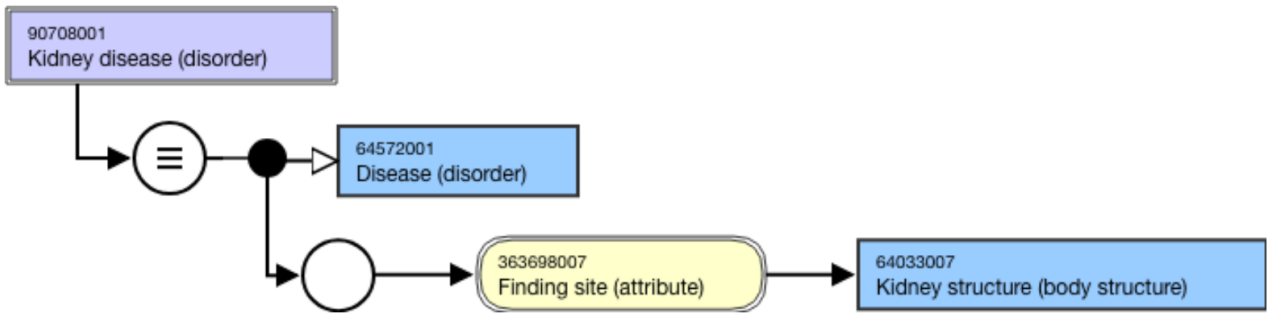 90708001
Kidney disease (disorder)
64572001
Disease (disorder)
363698007
Finding site (attribute)
64033007
Kidney structure (body structure)